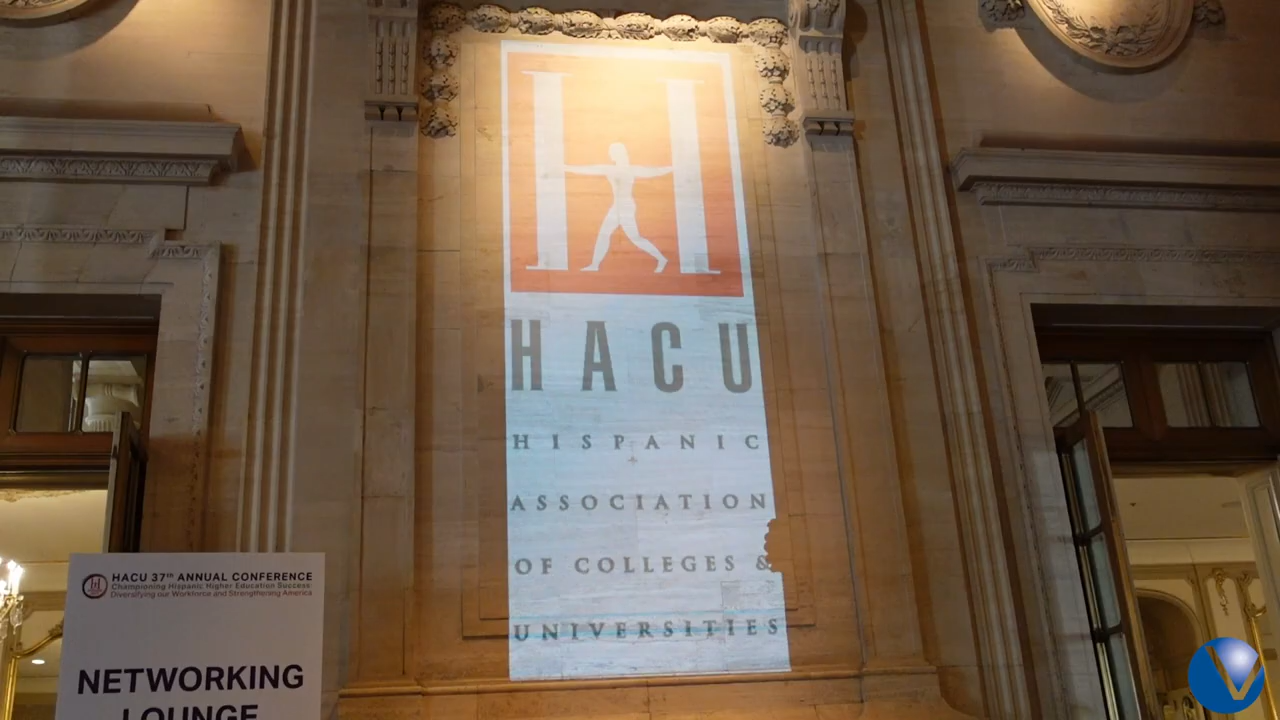 HACU
HISPANIC
ASSOCIATION
OF COLLEGES &
UNIVERSITIES
HACU 37th ANNUAL CONFERENCE
Championing Hispanic Higher Education Success:
Diversifying our Workforce and Strengthening America
NETWORKING
LOUNGE